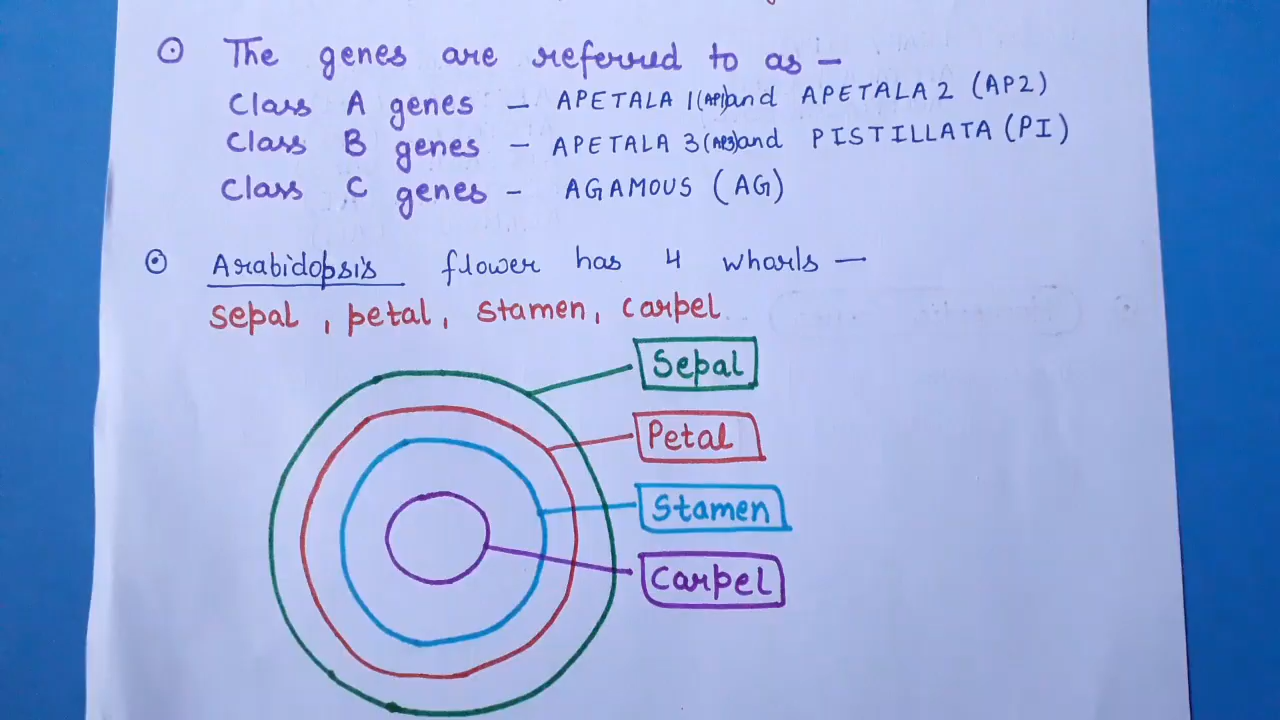 ⊙ The genes are referred to as –
Class A genes – APETALA 1 (AP1) and APETALA 2 (AP2)
Class B genes – APETALA 3 (AP3) and PISTILLATA (PI)
Class C genes – AGAMOUS (AG)
⊙ Arabidopsis flower has 4 wharls –
sepal, petal, stamen, carpel
Sepal
Petal
Stamen
Carpel